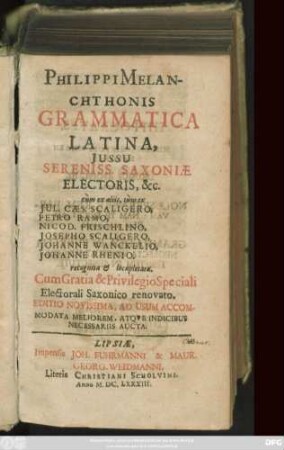 PHILIPPI MELAN-
CHTHONIS
GRAMMATICA
LATINA,
JUSSU
SERENISS. SAXONIÆ
ELECTORIS, &c.
cum ex aliis, tum ex
JUL. CÆS. SCALIGERO,
PETRO RAMO,
NICOD. FRISCHLINO,
JOSEPHO SCALIGERO,
JOHANNE WANCKELIO,
JOHANNE RHENIO;
recognita & locupletata,
Cum Gratia & Privilegio Speciali
Electorali Saxonico renovato.
EDITIO NOVISSIMA, AD USUM ACCOM-
MODATA MELIOREM, ATQVE INDICIBUS
NECESSARIIS AUCTA.
LIPSIÆ,
Impensis JOH. FUHRMANNI & MAUR.
GEORG. WEIDMANNI.
Literis CHRISTIANI SCHOLVINI.
Anno M. DC. LXXXIII.